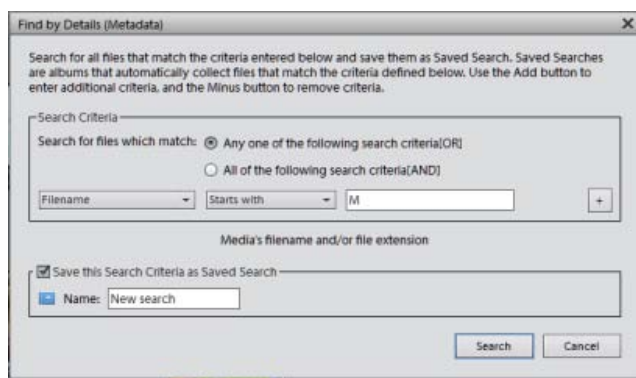 Find by Details (Metadata)
Search for all files that match the criteria entered below and save them as Saved Search. Saved Searches
are albums that automatically collect files that match the criteria defined below. Use the Add button to
enter additional criteria, and the Minus button to remove criteria.
Search Criteria
Search for files which match: Any one of the following search criteria[OR]
All of the following search criteria[AND]
Filename Starts with M +
Media's filename and/or file extension
Save this Search Criteria as Saved Search
Name: New search
Search Cancel